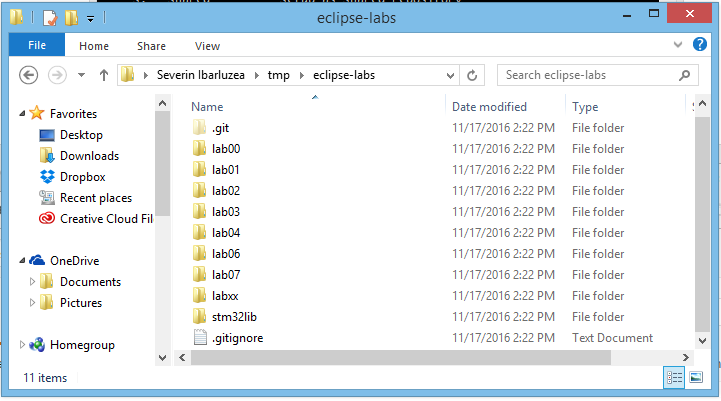 eclipse-labs
File Home Share View
Severin Ibarluzea tmp eclipse-labs Search eclipse-labs
Favorites
Desktop
Downloads
Dropbox
Recent places
Creative Cloud Fil
OneDrive
Documents
Pictures
Homegroup
Name Date modified Type
.git 11/17/2016 2:22 PM File folder
lab00 11/17/2016 2:22 PM File folder
lab01 11/17/2016 2:22 PM File folder
lab02 11/17/2016 2:22 PM File folder
lab03 11/17/2016 2:22 PM File folder
lab04 11/17/2016 2:22 PM File folder
lab06 11/17/2016 2:22 PM File folder
lab07 11/17/2016 2:22 PM File folder
labxx 11/17/2016 2:22 PM File folder
stm32lib 11/17/2016 2:22 PM File folder
.gitignore 11/17/2016 2:22 PM Text Document
11 items